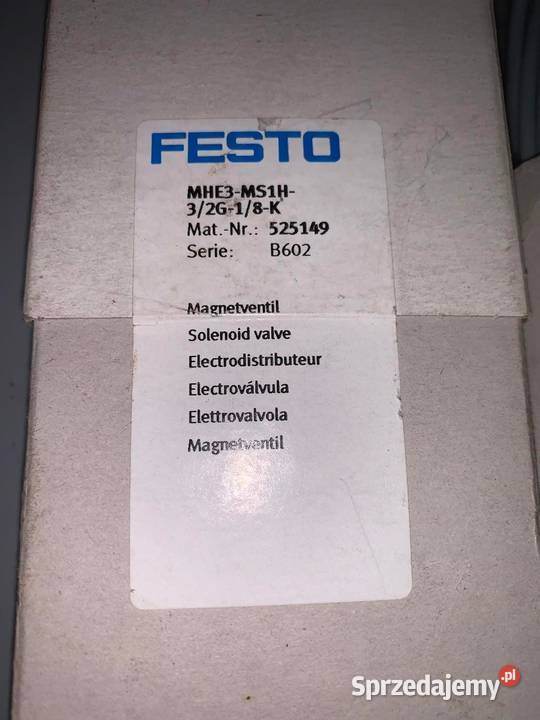 FESTO
MHE3-MS1H-
3/2G-1/8-K
Mat.-Nr.: 525149
Serie: B602
Magnetventil
Solenoid valve
Electrodistributeur
Electroválvula
Elettrovalvola
Magnetventil
Sprzedajemy.pl